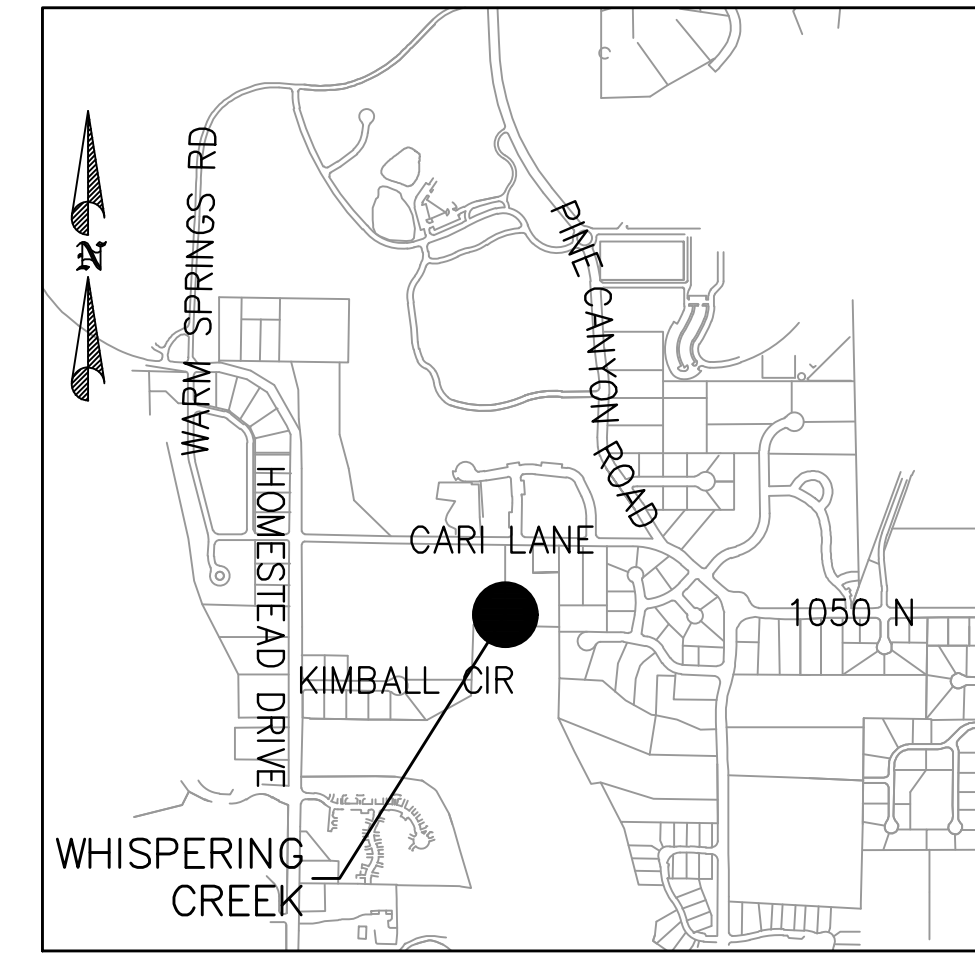 WARM SPRINGS RD
N
PINE CANYON ROAD
HOMESTEAD DRIVE
CARI LANE
1050 N
KIMBALL CIR
WHISPERING
CREEK